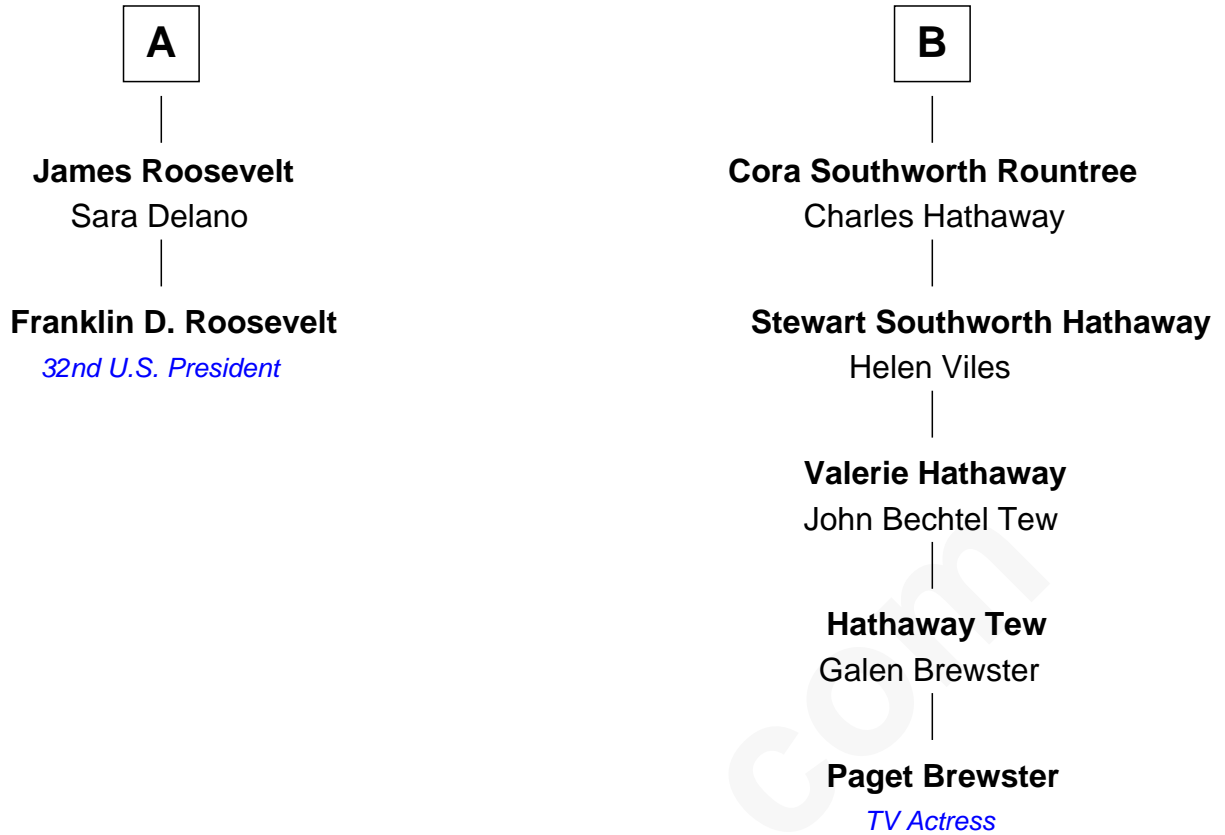 A
James Roosevelt
Sara Delano
Franklin D. Roosevelt
32nd U.S. President
B
Cora Southworth Rountree
Charles Hathaway
Stewart Southworth Hathaway
Helen Viles
Valerie Hathaway
John Bechtel Tew
Hathaway Tew
Galen Brewster
Paget Brewster
TV Actress
com